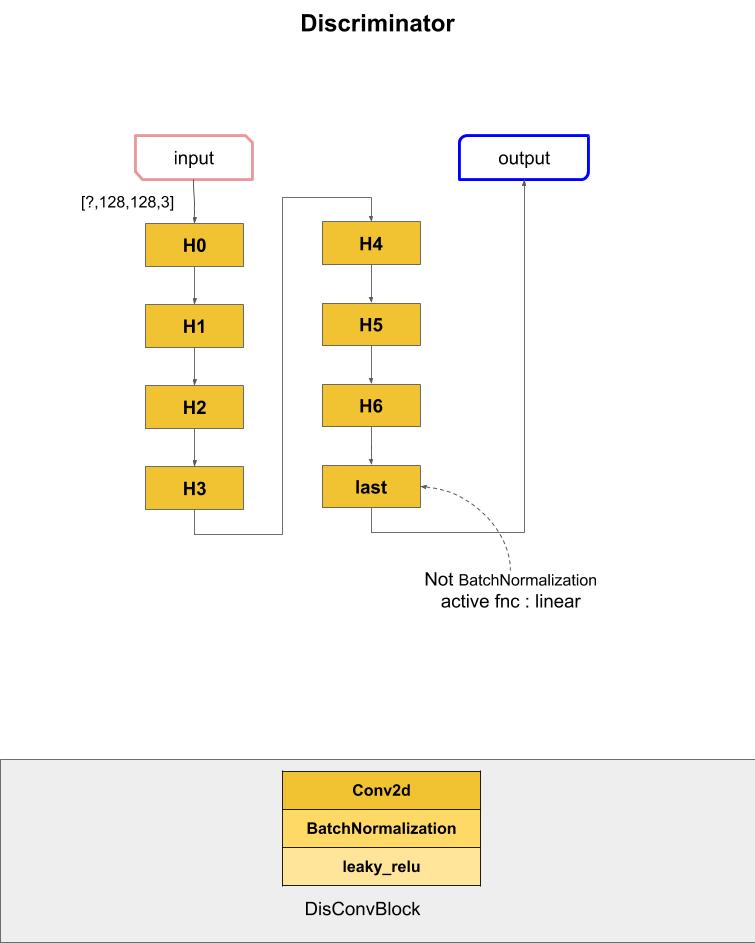 Discriminator
input
output
[?,128,128,3]
H0
H1
H2
H3
H4
H5
H6
last
Not BatchNormalization
active fnc : linear
Conv2d
BatchNormalization
leaky_relu
DisConvBlock